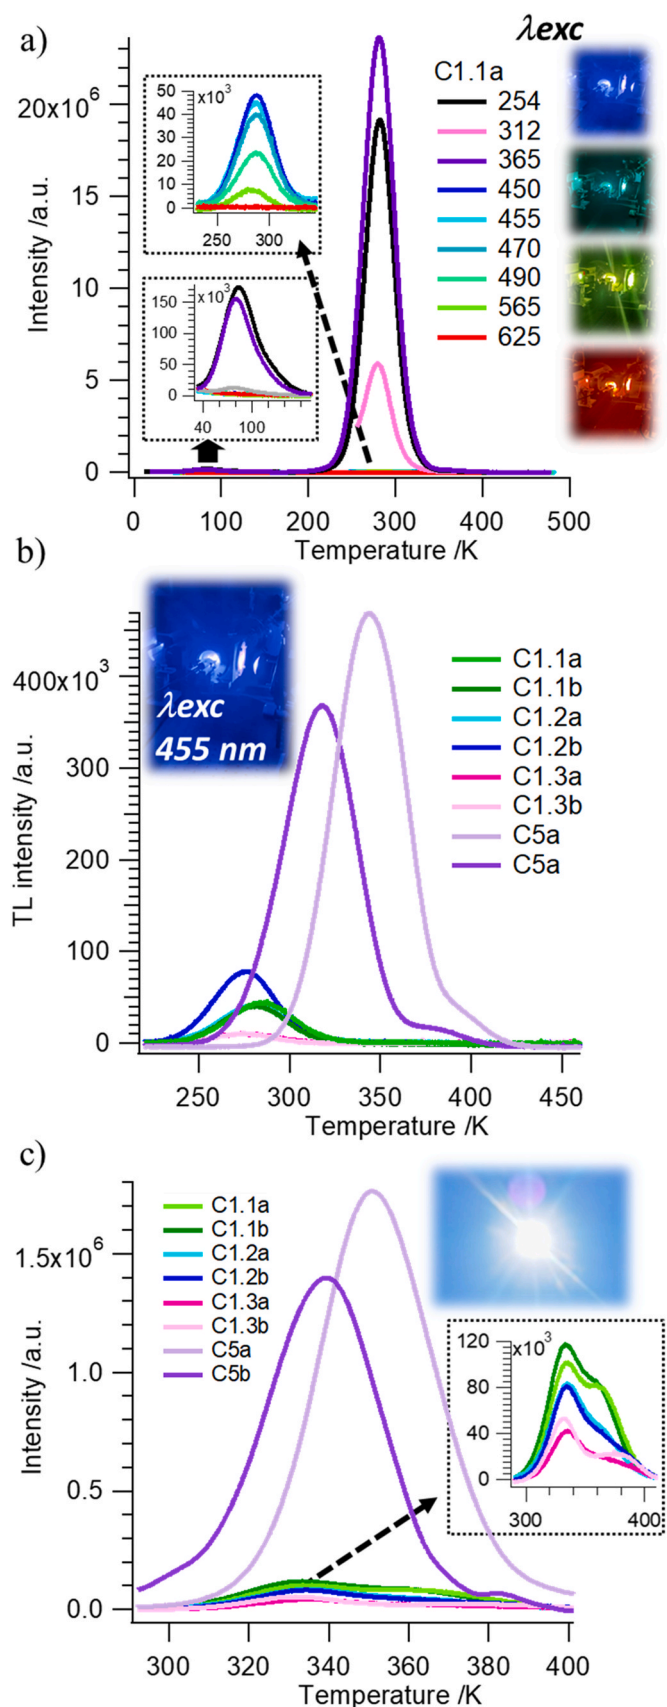 a)
λexc
C1.1a
254
312
365
450
455
470
490
565
625
Intensity /a.u.
20x10⁶
15
10
5
0
x10³
50
40
30
20
10
0
250 300
x10³
150
100
50
0
40 100
0 100 200 300 400 500
Temperature /K
b)
λexc
455 nm
C1.1a
C1.1b
C1.2a
C1.2b
C1.3a
C1.3b
C5a
C5a
TL intensity /a.u.
400x10³
300
200
100
0
250 300 350 400 450
Temperature /K
c)
C1.1a
C1.1b
C1.2a
C1.2b
C1.3a
C1.3b
C5a
C5b
Intensity /a.u.
1.5x10⁶
1.0
0.5
0.0
120
x10³
80
40
0
300 400
300 320 340 360 380 400
Temperature /K